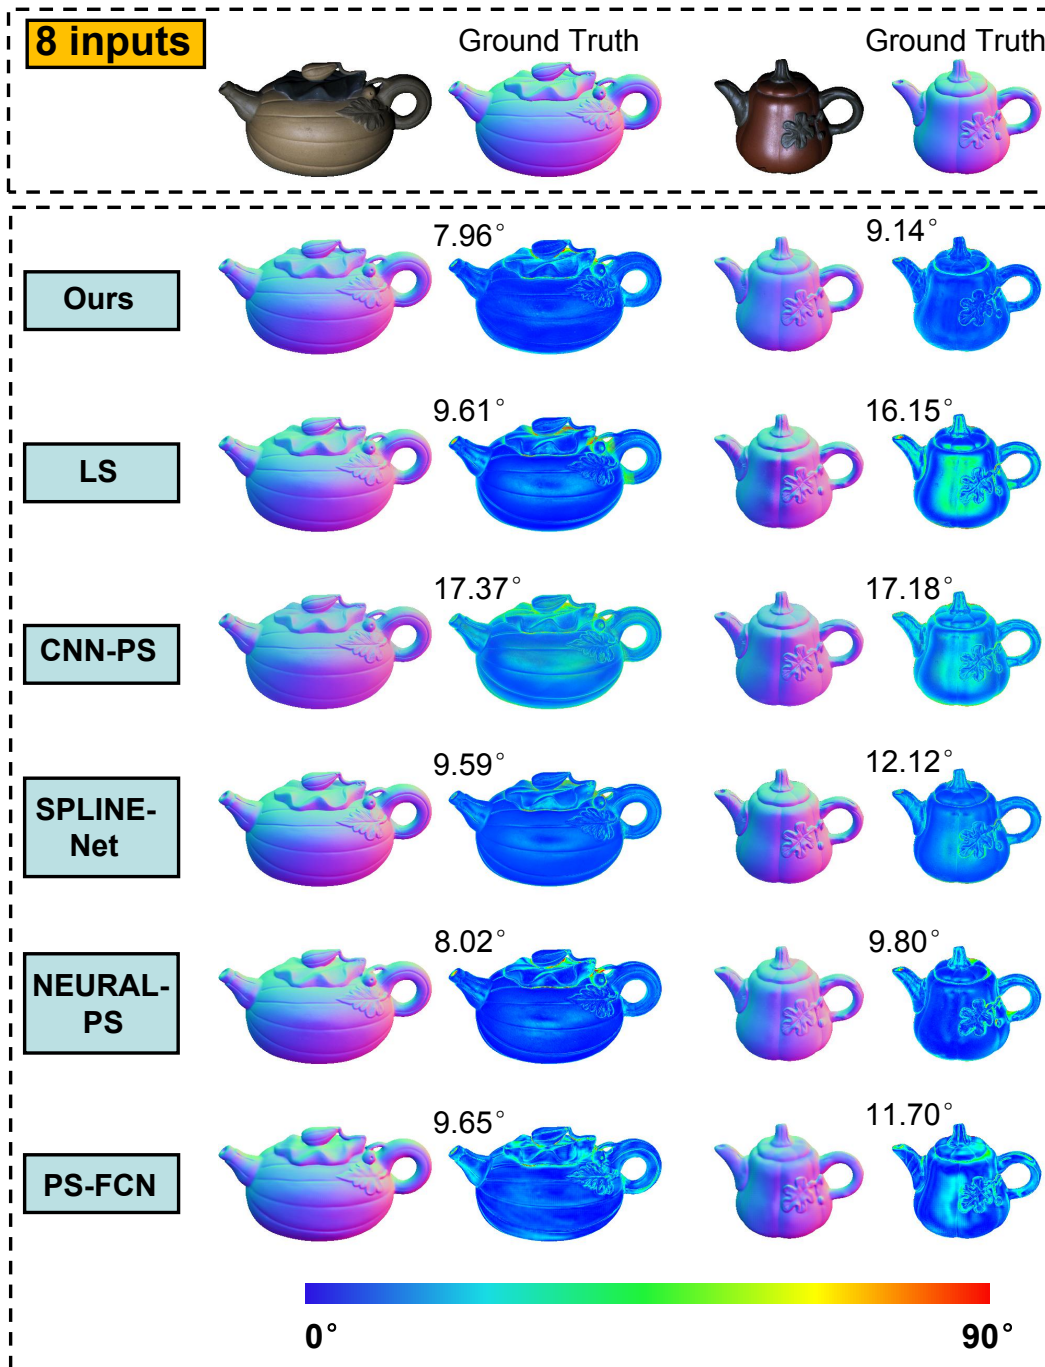 8 inputs
Ground Truth
Ground Truth
7.96°
9.14°
Ours
9.61°
16.15°
LS
17.37°
17.18°
CNN-PS
9.59°
12.12°
SPLINE-
Net
8.02°
9.80°
NEURAL-
PS
9.65°
11.70°
PS-FCN
0°
90°